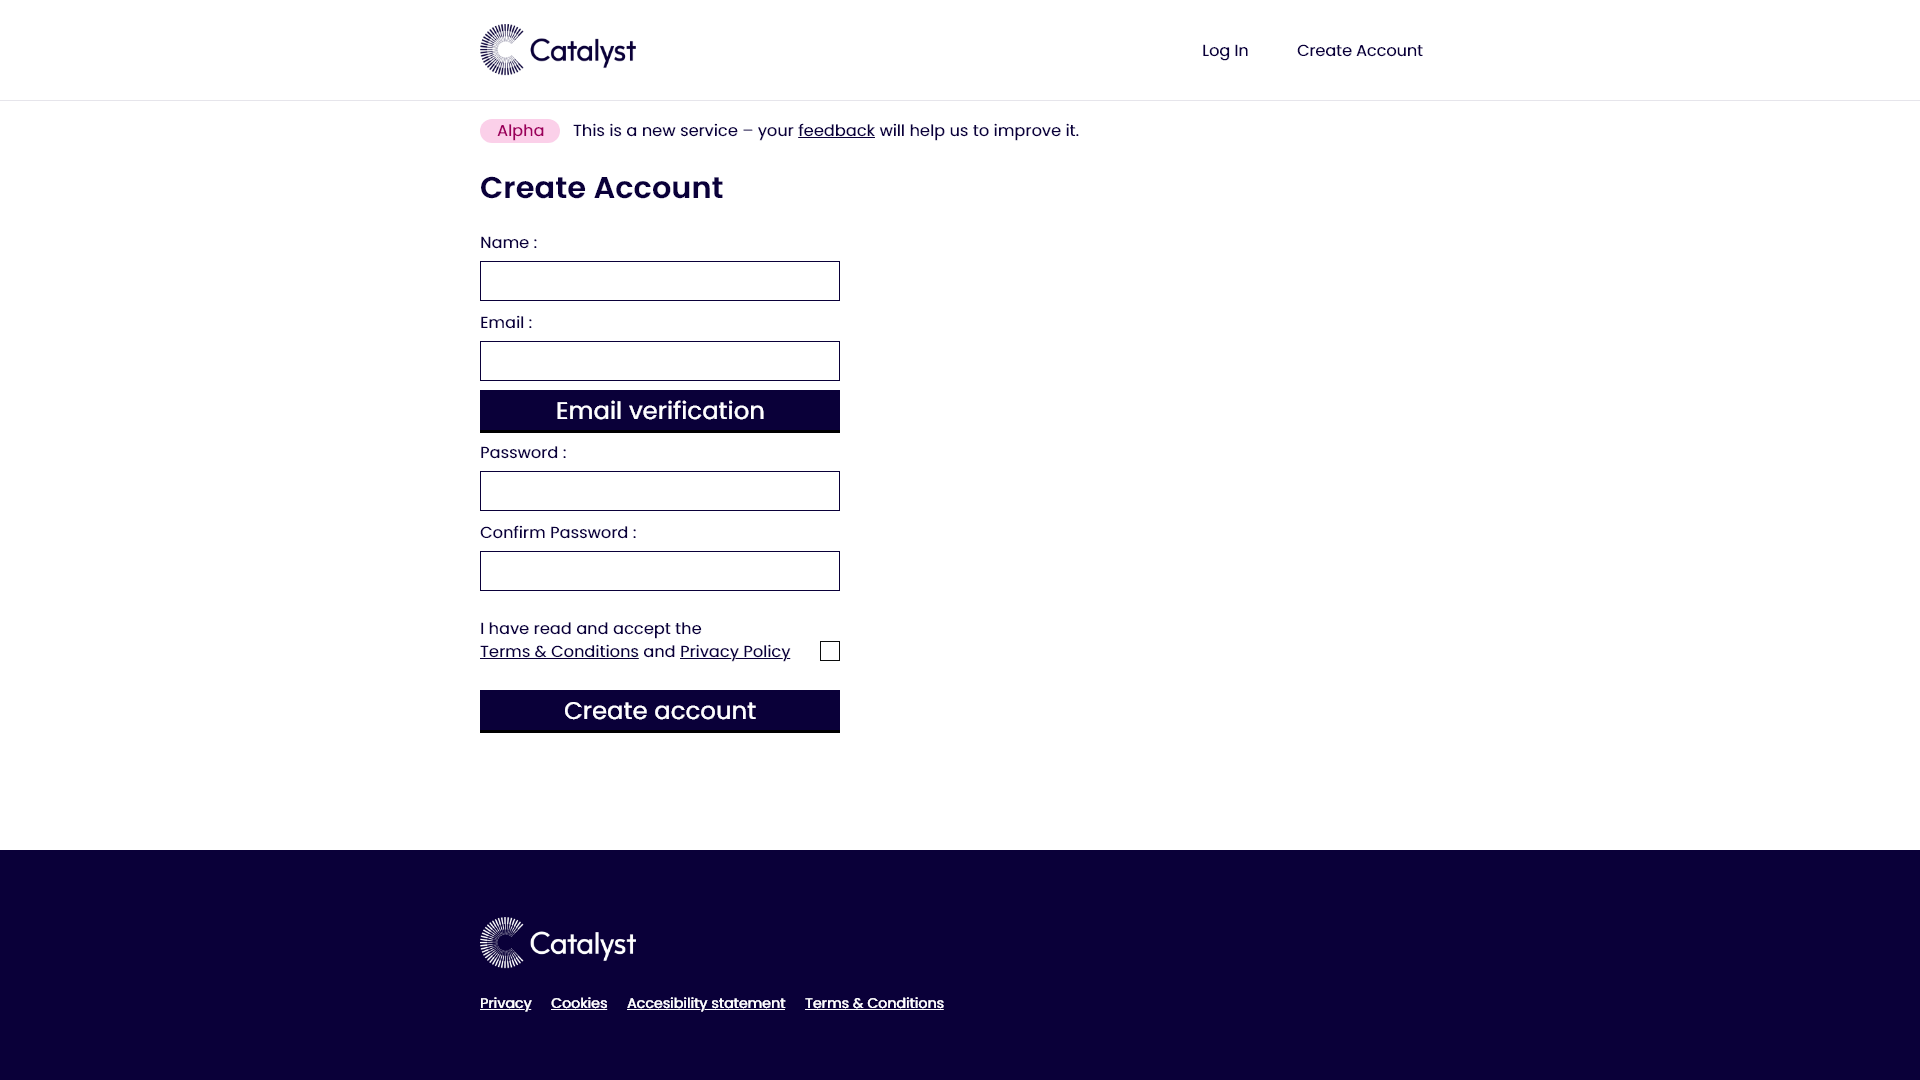 Catalyst
Log In
Create Account
Alpha
This is a new service – your feedback will help us to improve it.
Create Account
Name :
Email :
Email verification
Password :
Confirm Password :
I have read and accept the
Terms & Conditions and Privacy Policy
Create account
Catalyst
Privacy
Cookies
Accesibility statement
Terms & Conditions